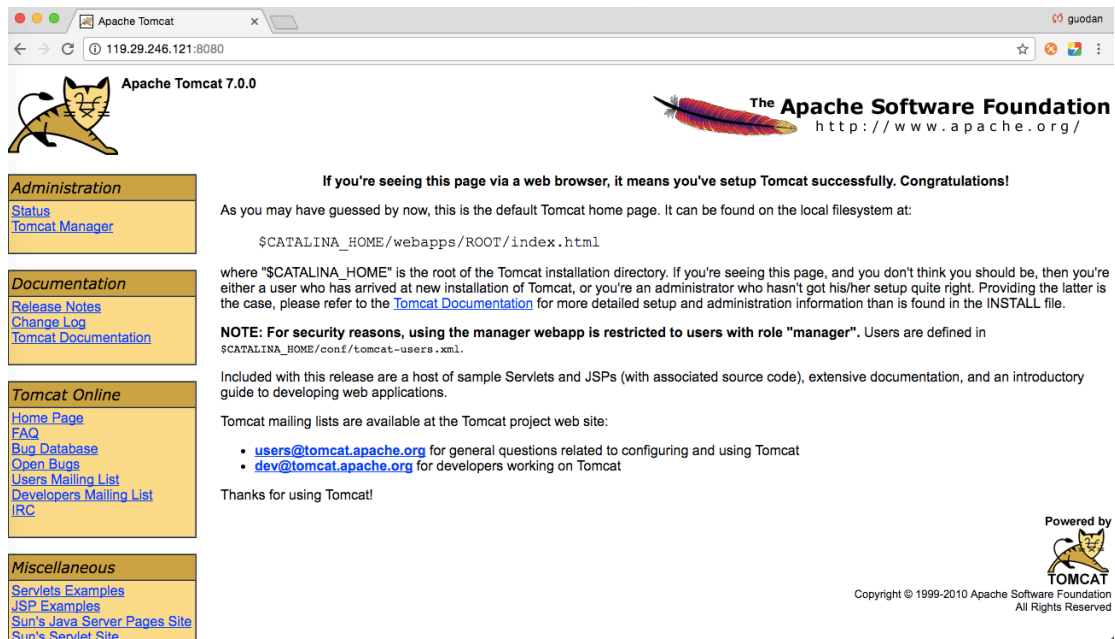 Apache Tomcat
guodan
119.29.246.121:8080
Apache Tomcat 7.0.0
The Apache Software Foundation
http://www.apache.org/
Administration
Status
Tomcat Manager
Documentation
Release Notes
Change Log
Tomcat Documentation
Tomcat Online
Home Page
FAQ
Bug Database
Open Bugs
Users Mailing List
Developers Mailing List
IRC
Miscellaneous
Servlets Examples
JSP Examples
Sun's Java Server Pages Site
Sun's Servlet Site
If you're seeing this page via a web browser, it means you've setup Tomcat successfully. Congratulations!
As you may have guessed by now, this is the default Tomcat home page. It can be found on the local filesystem at:
$CATALINA_HOME/webapps/ROOT/index.html
where "$CATALINA_HOME" is the root of the Tomcat installation directory. If you're seeing this page, and you don't think you should be, then you're
either a user who has arrived at new installation of Tomcat, or you're an administrator who hasn't got his/her setup quite right. Providing the latter is
the case, please refer to the Tomcat Documentation for more detailed setup and administration information than is found in the INSTALL file.
NOTE: For security reasons, using the manager webapp is restricted to users with role "manager". Users are defined in
$CATALINA_HOME/conf/tomcat-users.xml.
Included with this release are a host of sample Servlets and JSPs (with associated source code), extensive documentation, and an introductory
guide to developing web applications.
Tomcat mailing lists are available at the Tomcat project web site:
• users@tomcat.apache.org for general questions related to configuring and using Tomcat
• dev@tomcat.apache.org for developers working on Tomcat
Thanks for using Tomcat!
Powered by
TOMCAT
Copyright © 1999-2010 Apache Software Foundation
All Rights Reserved